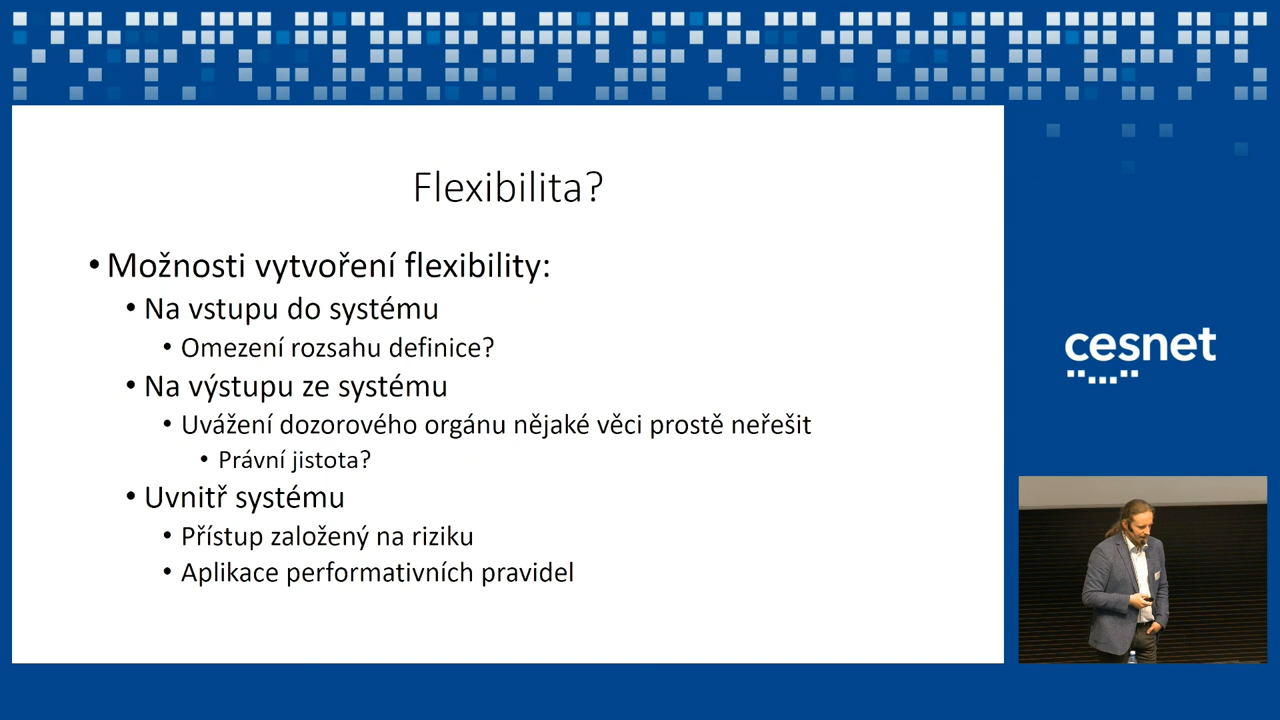 Flexibilita?
• Možnosti vytvoření flexibility:
• Na vstupu do systému
• Omezení rozsahu definice?
• Na výstupu ze systému
• Uvážení dozorového orgánu nějaké věci prostě neřešit
• Právní jistota?
• Uvnitř systému
• Přístup založený na riziku
• Aplikace performativních pravidel
cesnet